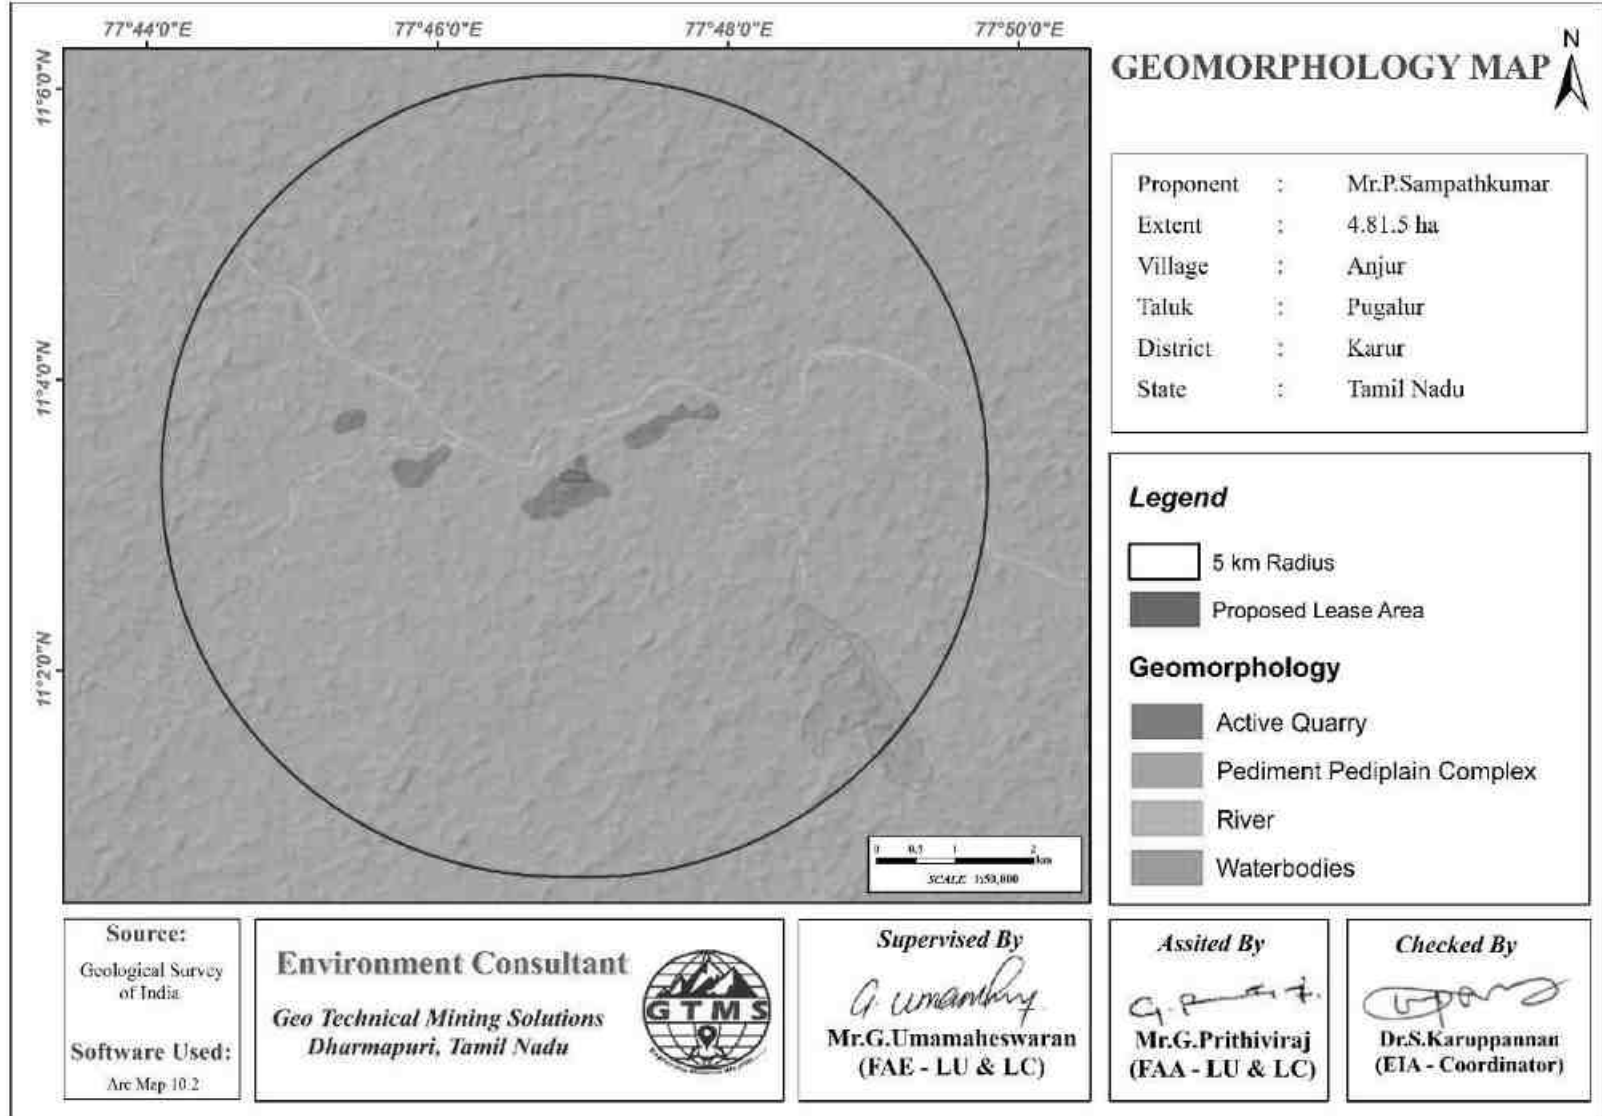 77°44'0"E 77°46'0"E 77°48'0"E 77°50'0"E
11°6'0"N
11°4'0"N
11°2'0"N
N
GEOMORPHOLOGY MAP
Proponent : Mr.P.Sampathkumar
Extent : 4.81.5 ha
Village : Anjur
Taluk : Pugalur
District : Karur
State : Tamil Nadu
Legend
5 km Radius
Proposed Lease Area
Geomorphology
Active Quarry
Pediment Pediplain Complex
River
Waterbodies
0 0.5 1 2
km
SCALE 1:50,000
Source:
Geological Survey
of India
Software Used:
Arc Map 10.2
Environment Consultant
Geo Technical Mining Solutions
Dharmapuri, Tamil Nadu
GTMS
Supervised By
Mr.G.Umamaheswaran
(FAE - LU & LC)
Assited By
Mr.G.Prithiviraj
(FAA - LU & LC)
Checked By
Dr.S.Karuppannan
(EIA - Coordinator)